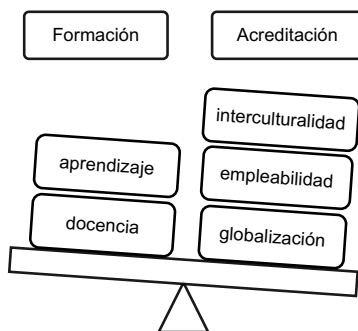 Formación
Acreditación
interculturalidad
aprendizaje
empleabilidad
docencia
globalización